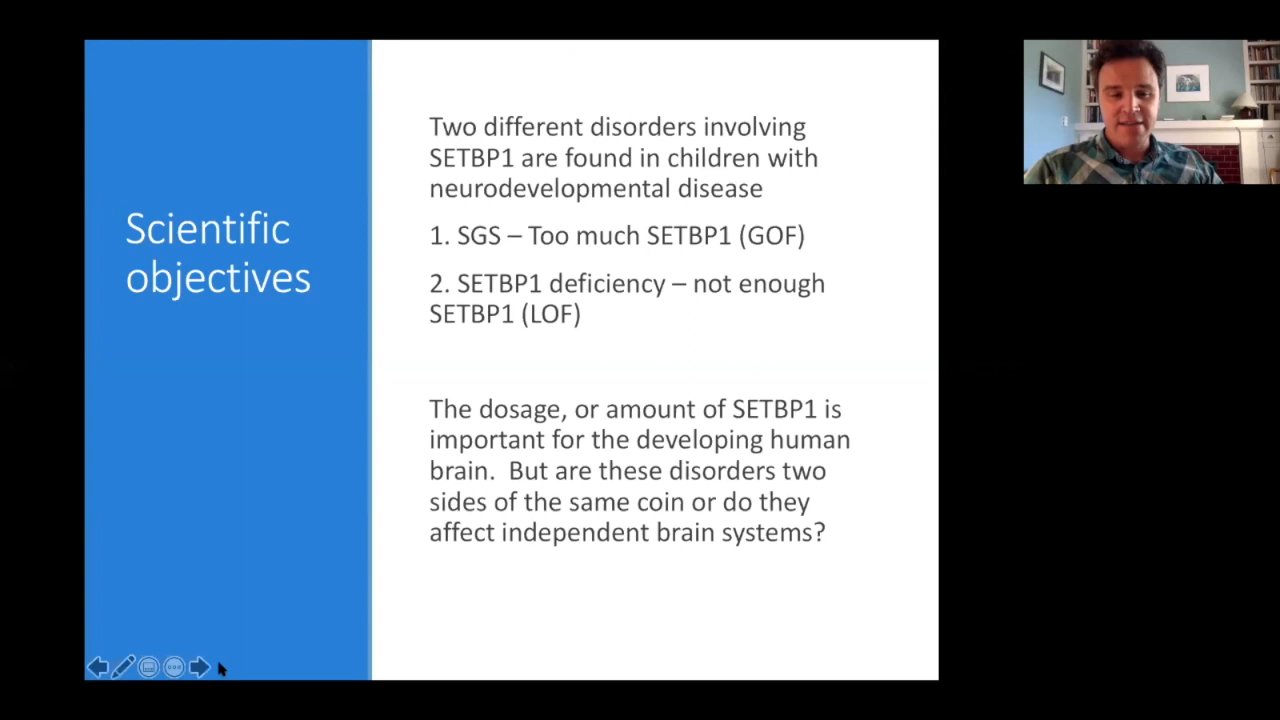 Scientific
objectives
Two different disorders involving
SETBP1 are found in children with
neurodevelopmental disease
1. SGS – Too much SETBP1 (GOF)
2. SETBP1 deficiency – not enough
SETBP1 (LOF)
The dosage, or amount of SETBP1 is
important for the developing human
brain.  But are these disorders two
sides of the same coin or do they
affect independent brain systems?